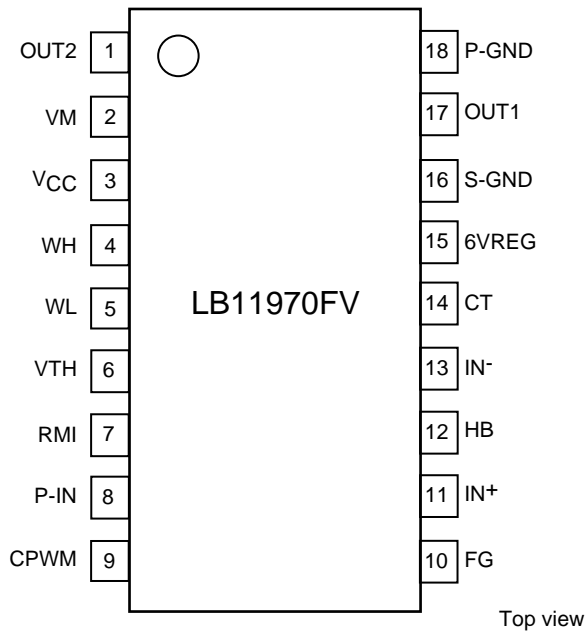 OUT2 1 18 P-GND
VM 2 17 OUT1
VCC 3 16 S-GND
WH 4 15 6VREG
WL 5 LB11970FV 14 CT
VTH 6 13 IN-
RMI 7 12 HB
P-IN 8 11 IN+
CPWM 9 10 FG
Top view